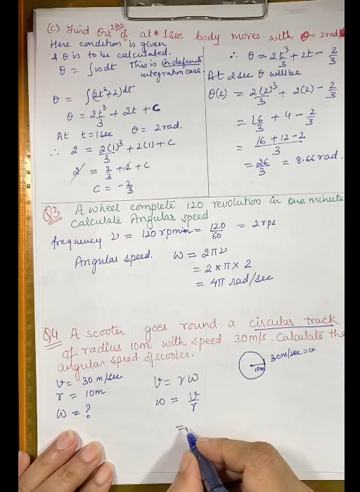 (c) Find Out if at 1sec body moves with θ = 2rad
Here condition is given
& θ is to be calculated.
θ = ∫ωdt This is indefinite
integration case.
θ = ∫(2t²+2)dt
θ = 2t³/3 + 2t + c
At t = 1sec θ = 2rad.
∴ 2 = 2(1)³/3 + 2(1) + c
2 = 2/3 + 2 + c
c = -2/3
∴ θ = 2t³/3 + 2t - 2/3
At 2sec θ will be
θ(t) = 2(2)³/3 + 2(2) - 2/3
= 16/3 + 4 - 2/3
= 16 + 12 - 2/3
= 26/3 = 8.66 rad.
Q3 A wheel complete 120 revolution in one minute
Calculate Angular speed
frequency ν = 120 rpmin = 120/60 = 2 rps
Angular speed. ω = 2πν
= 2 × π × 2
= 4π rad/sec
Q4 A scooter goes round a circular track
of radius 10m with speed 30m/s. Calculate the
angular speed of scooter.
v = 30 m/sec
r = 10m
ω = ?
v = rω
ω = v/r
=
30m/sec = v
10m